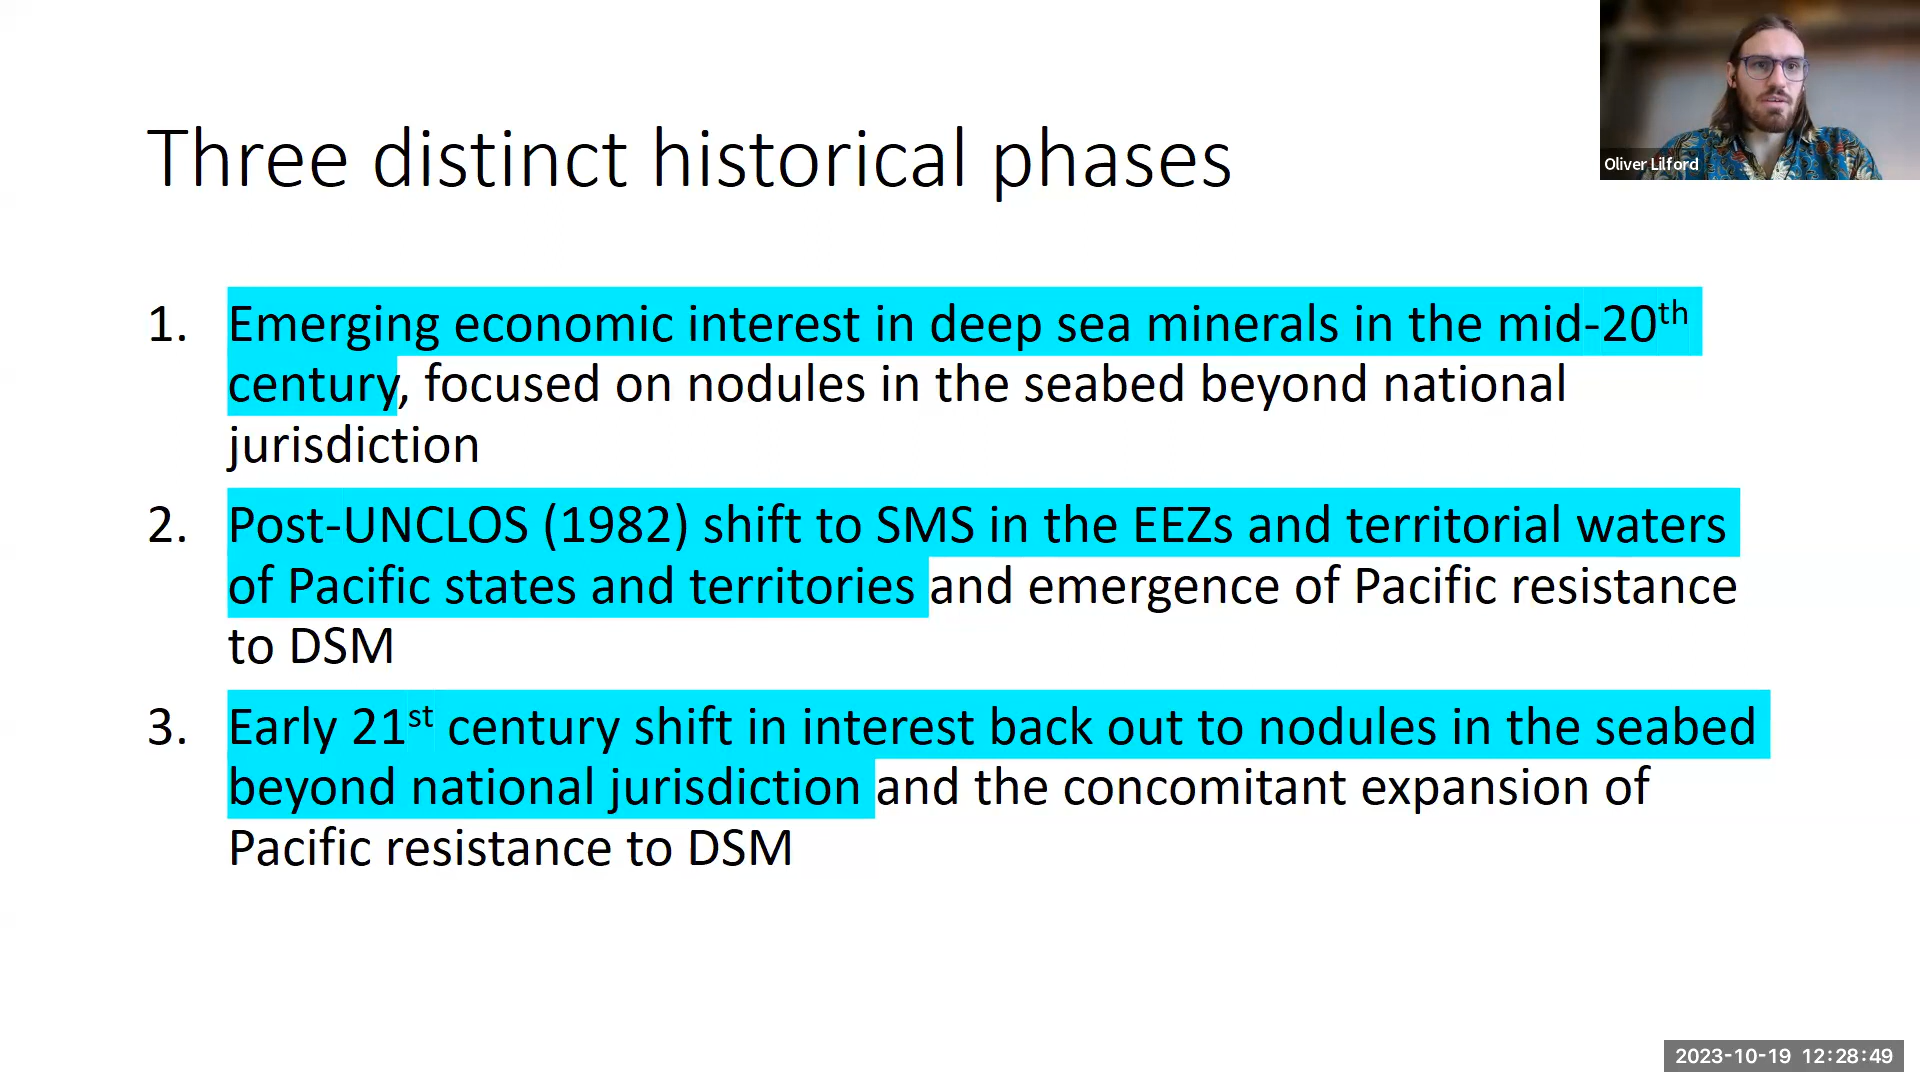 Three distinct historical phases
Oliver Lilford
1. Emerging economic interest in deep sea minerals in the mid-20th
century, focused on nodules in the seabed beyond national
jurisdiction
2. Post-UNCLOS (1982) shift to SMS in the EEZs and territorial waters
of Pacific states and territories and emergence of Pacific resistance
to DSM
3. Early 21st century shift in interest back out to nodules in the seabed
beyond national jurisdiction and the concomitant expansion of
Pacific resistance to DSM
2023-10-19 12:28:49